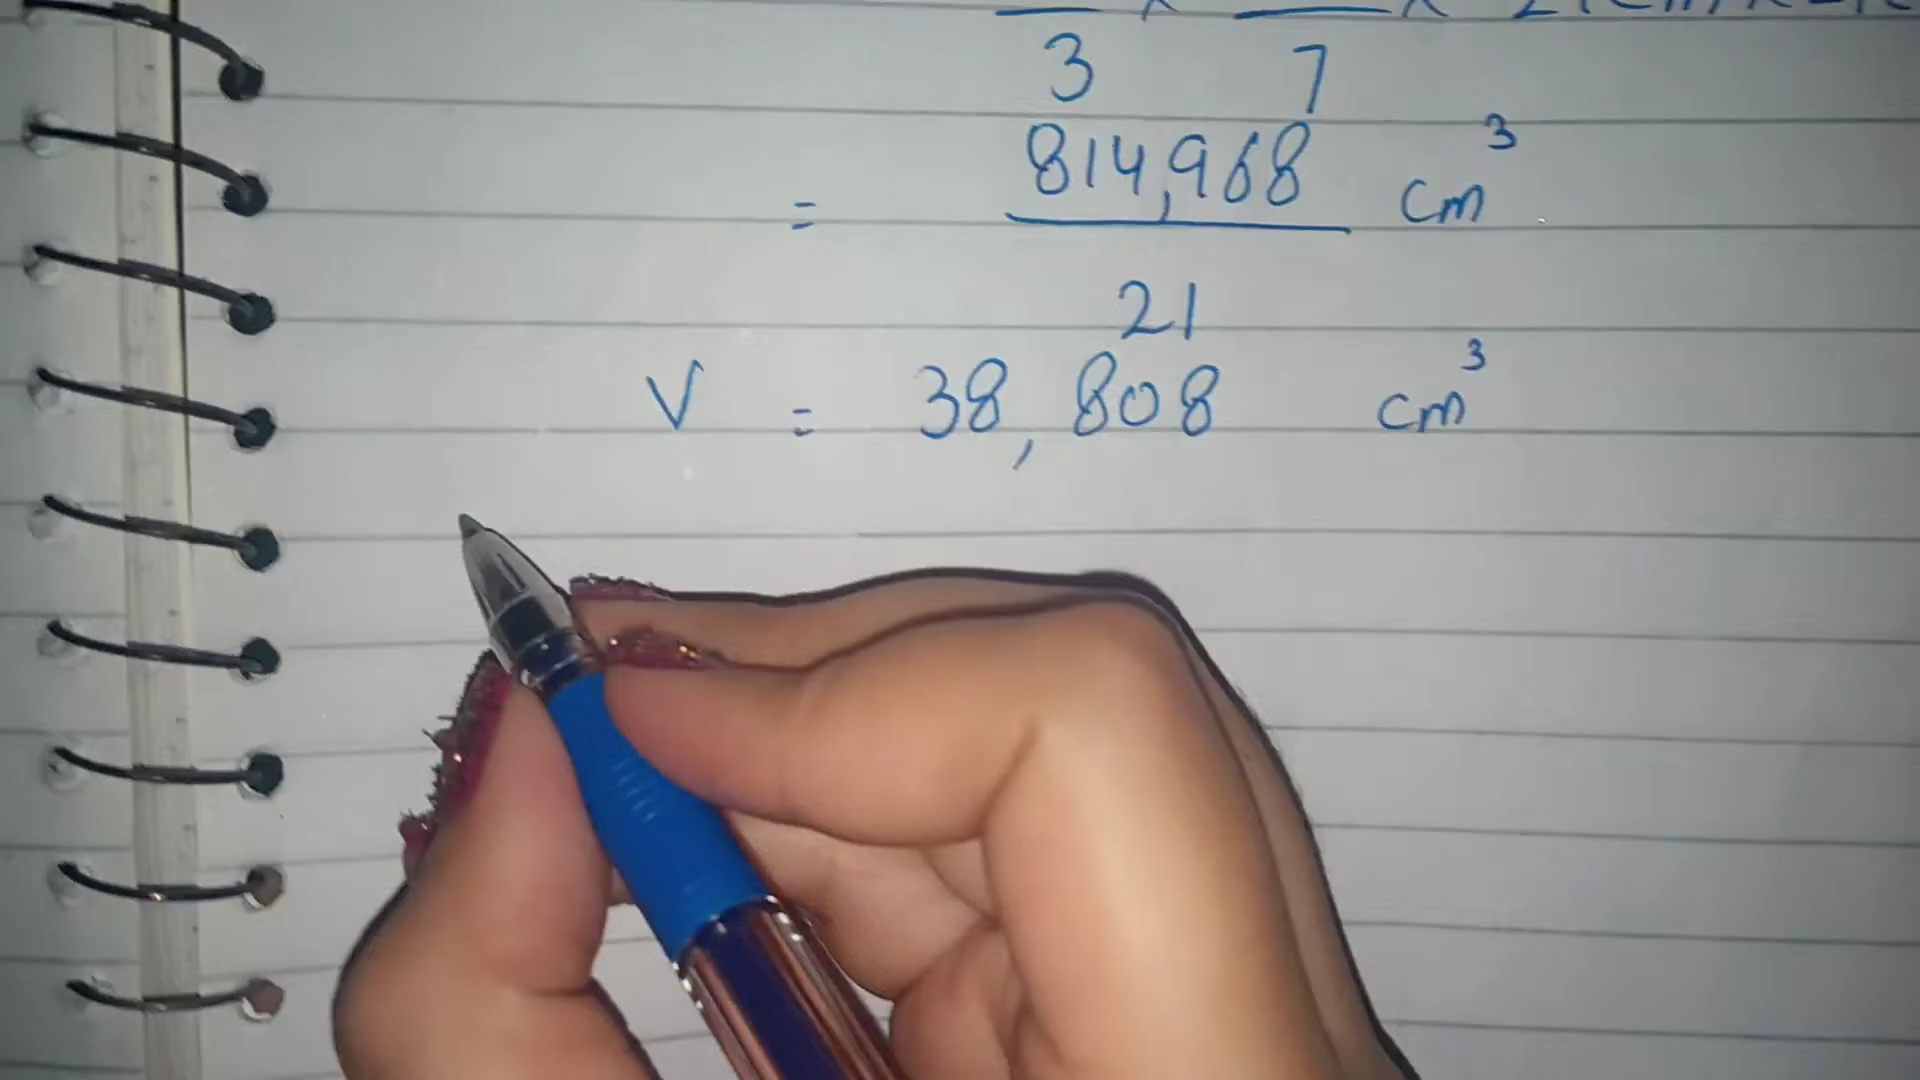 3 7
814,968 cm³
=
21
V = 38,808 cm³